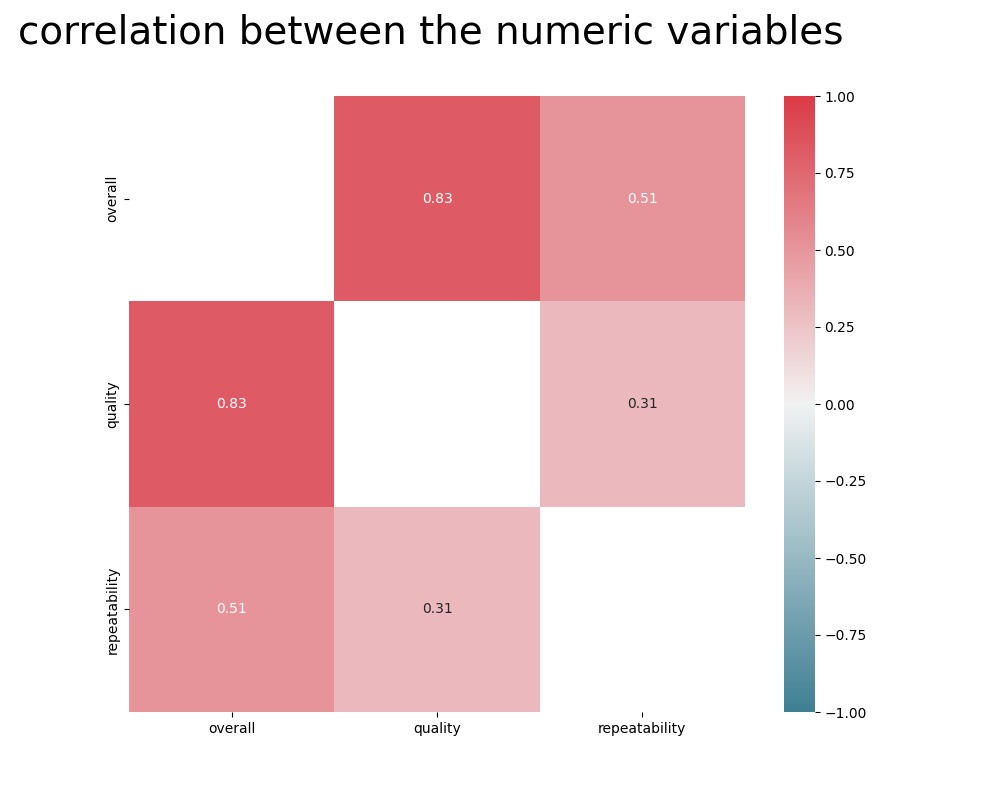 correlation between the numeric variables
overall
0.83
0.51
quality
0.83
0.31
repeatability
0.51
0.31
overall
quality
repeatability
1.00
0.75
0.50
0.25
0.00
−0.25
−0.50
−0.75
−1.00